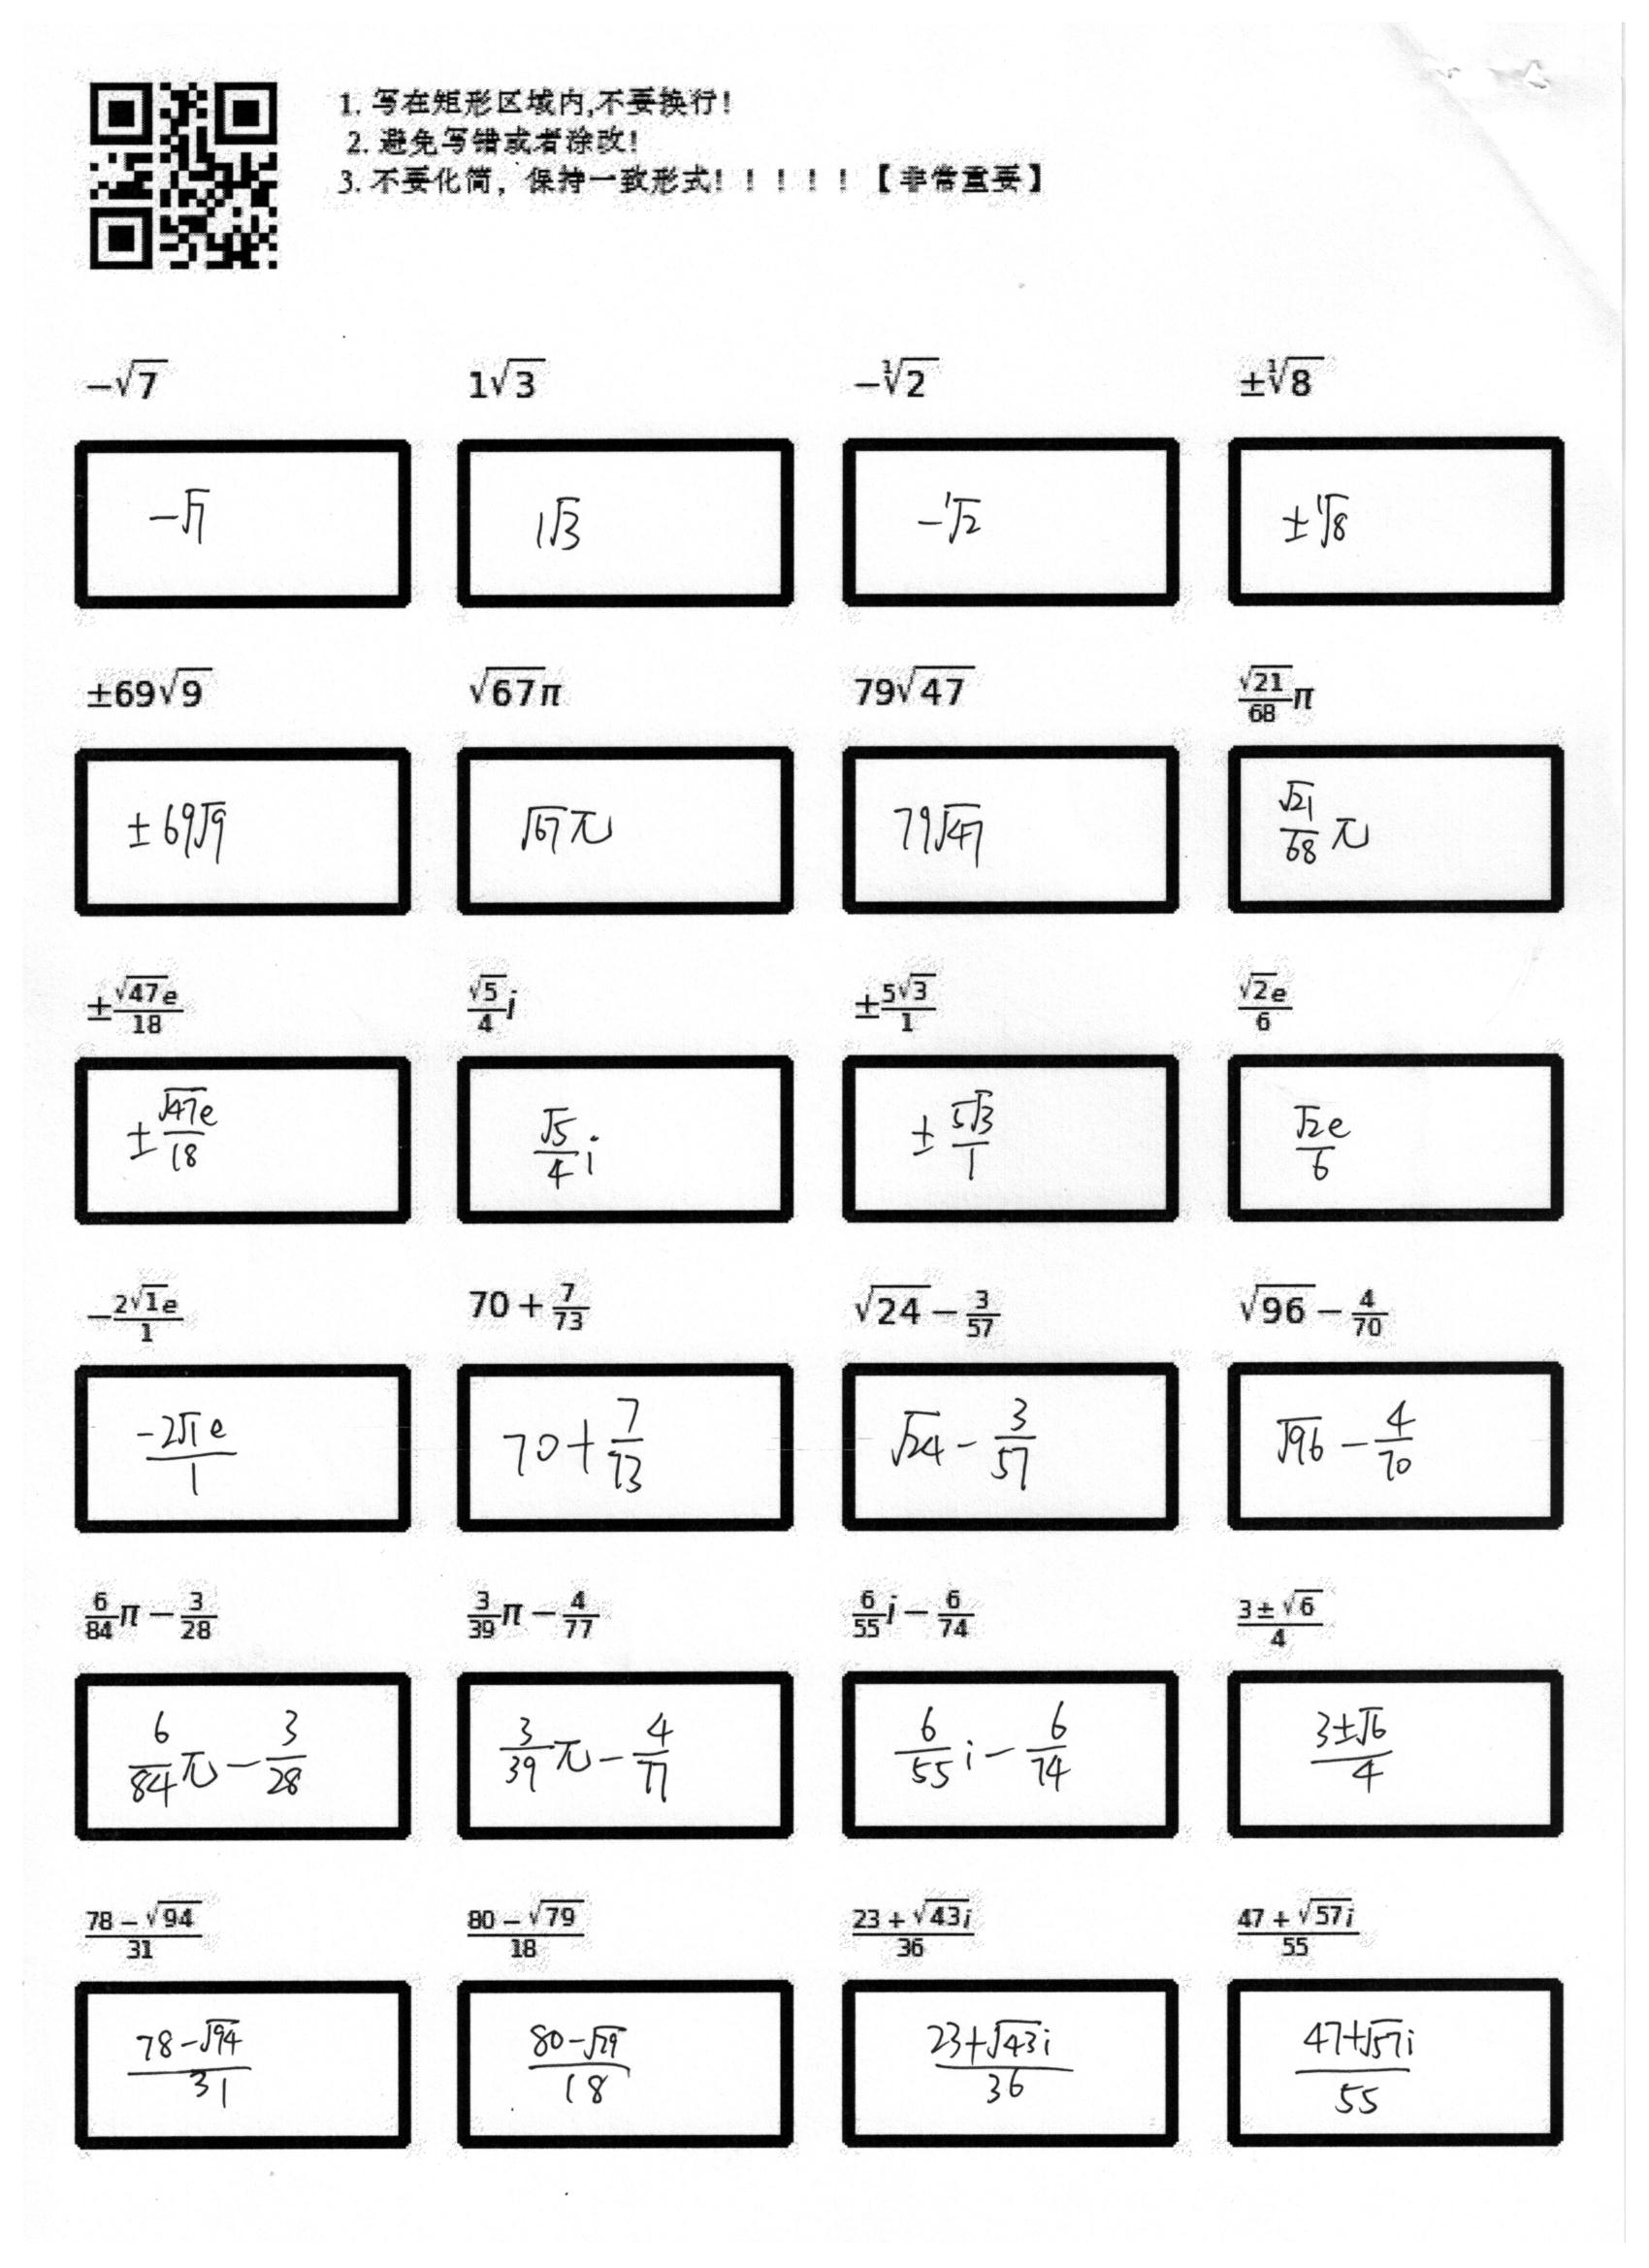 1. 写在矩形区域内,不要换行!
2. 避免写错或者涂改!
3. 不要化简，保持一致形式！！！！！【非常重要】
$-\sqrt{7}$ $1\sqrt{3}$ $-\sqrt[1]{2}$ $\pm\sqrt[1]{8}$
$-\sqrt{7}$ $1\sqrt{3}$ $-\sqrt[1]{2}$ $\pm\sqrt[1]{8}$
$\pm69\sqrt{9}$ $\sqrt{67}\pi$ $79\sqrt{47}$ $\frac{\sqrt{21}}{68}\pi$
$\pm69\sqrt{9}$ $\sqrt{67}\pi$ $79\sqrt{47}$ $\frac{\sqrt{21}}{68}\pi$
$\pm\frac{\sqrt{47}e}{18}$ $\frac{\sqrt{5}}{4}i$ $\pm\frac{5\sqrt{3}}{1}$ $\frac{\sqrt{2}e}{6}$
$\pm\frac{\sqrt{47}e}{18}$ $\frac{\sqrt{5}}{4}i$ $\pm\frac{5\sqrt{3}}{1}$ $\frac{\sqrt{2}e}{6}$
$-\frac{2\sqrt{1}e}{1}$ $70+\frac{7}{73}$ $\sqrt{24}-\frac{3}{57}$ $\sqrt{96}-\frac{4}{70}$
$\frac{-2\sqrt{1}e}{1}$ $70+\frac{7}{73}$ $\sqrt{24}-\frac{3}{57}$ $\sqrt{96}-\frac{4}{70}$
$\frac{6}{84}\pi-\frac{3}{28}$ $\frac{3}{39}\pi-\frac{4}{77}$ $\frac{6}{55}i-\frac{6}{74}$ $\frac{3\pm\sqrt{6}}{4}$
$\frac{6}{84}\pi-\frac{3}{28}$ $\frac{3}{39}\pi-\frac{4}{77}$ $\frac{6}{55}i-\frac{6}{74}$ $\frac{3\pm\sqrt{6}}{4}$
$\frac{78-\sqrt{94}}{31}$ $\frac{80-\sqrt{79}}{18}$ $\frac{23+\sqrt{43}i}{36}$ $\frac{47+\sqrt{57}i}{55}$
$\frac{78-\sqrt{94}}{31}$ $\frac{80-\sqrt{79}}{18}$ $\frac{23+\sqrt{43}i}{36}$ $\frac{47+\sqrt{57}i}{55}$